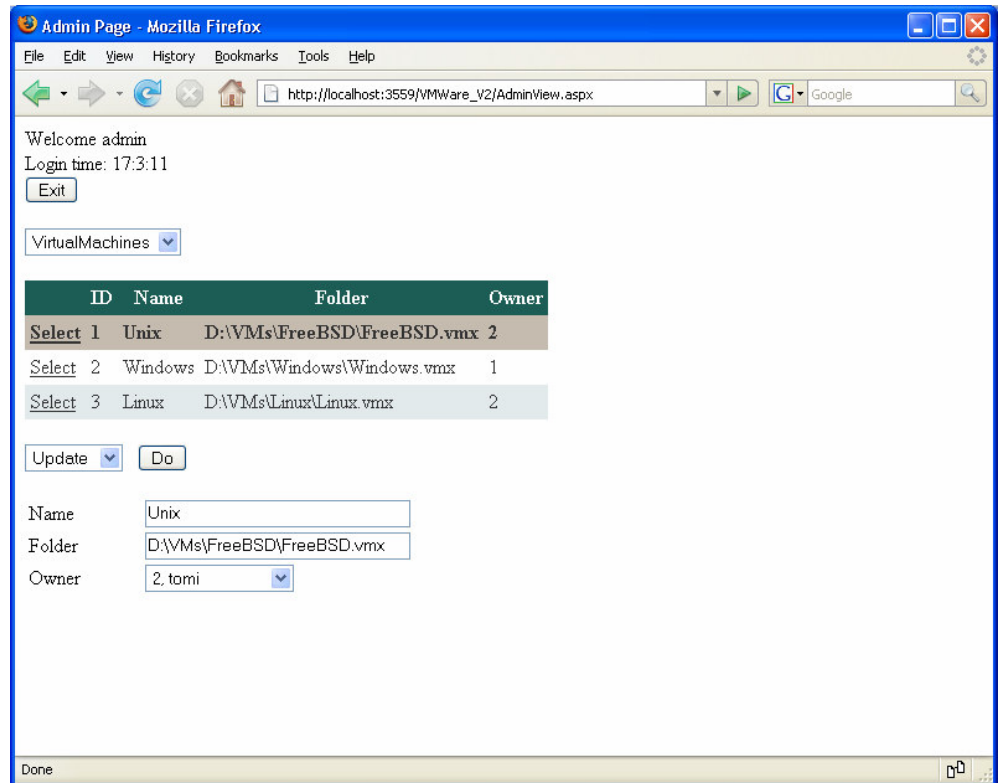 Admin Page - Mozilla Firefox
File Edit View History Bookmarks Tools Help
http://localhost:3559/VMWare_V2/AdminView.aspx G Google
Welcome admin
Login time: 17:3:11
Exit
VirtualMachines
ID Name Folder Owner
Select 1 Unix D:\VMs\FreeBSD\FreeBSD.vmx 2
Select 2 Windows D:\VMs\Windows\Windows.vmx 1
Select 3 Linux D:\VMs\Linux\Linux.vmx 2
Update Do
Name Unix
Folder D:\VMs\FreeBSD\FreeBSD.vmx
Owner 2, tomi
Done